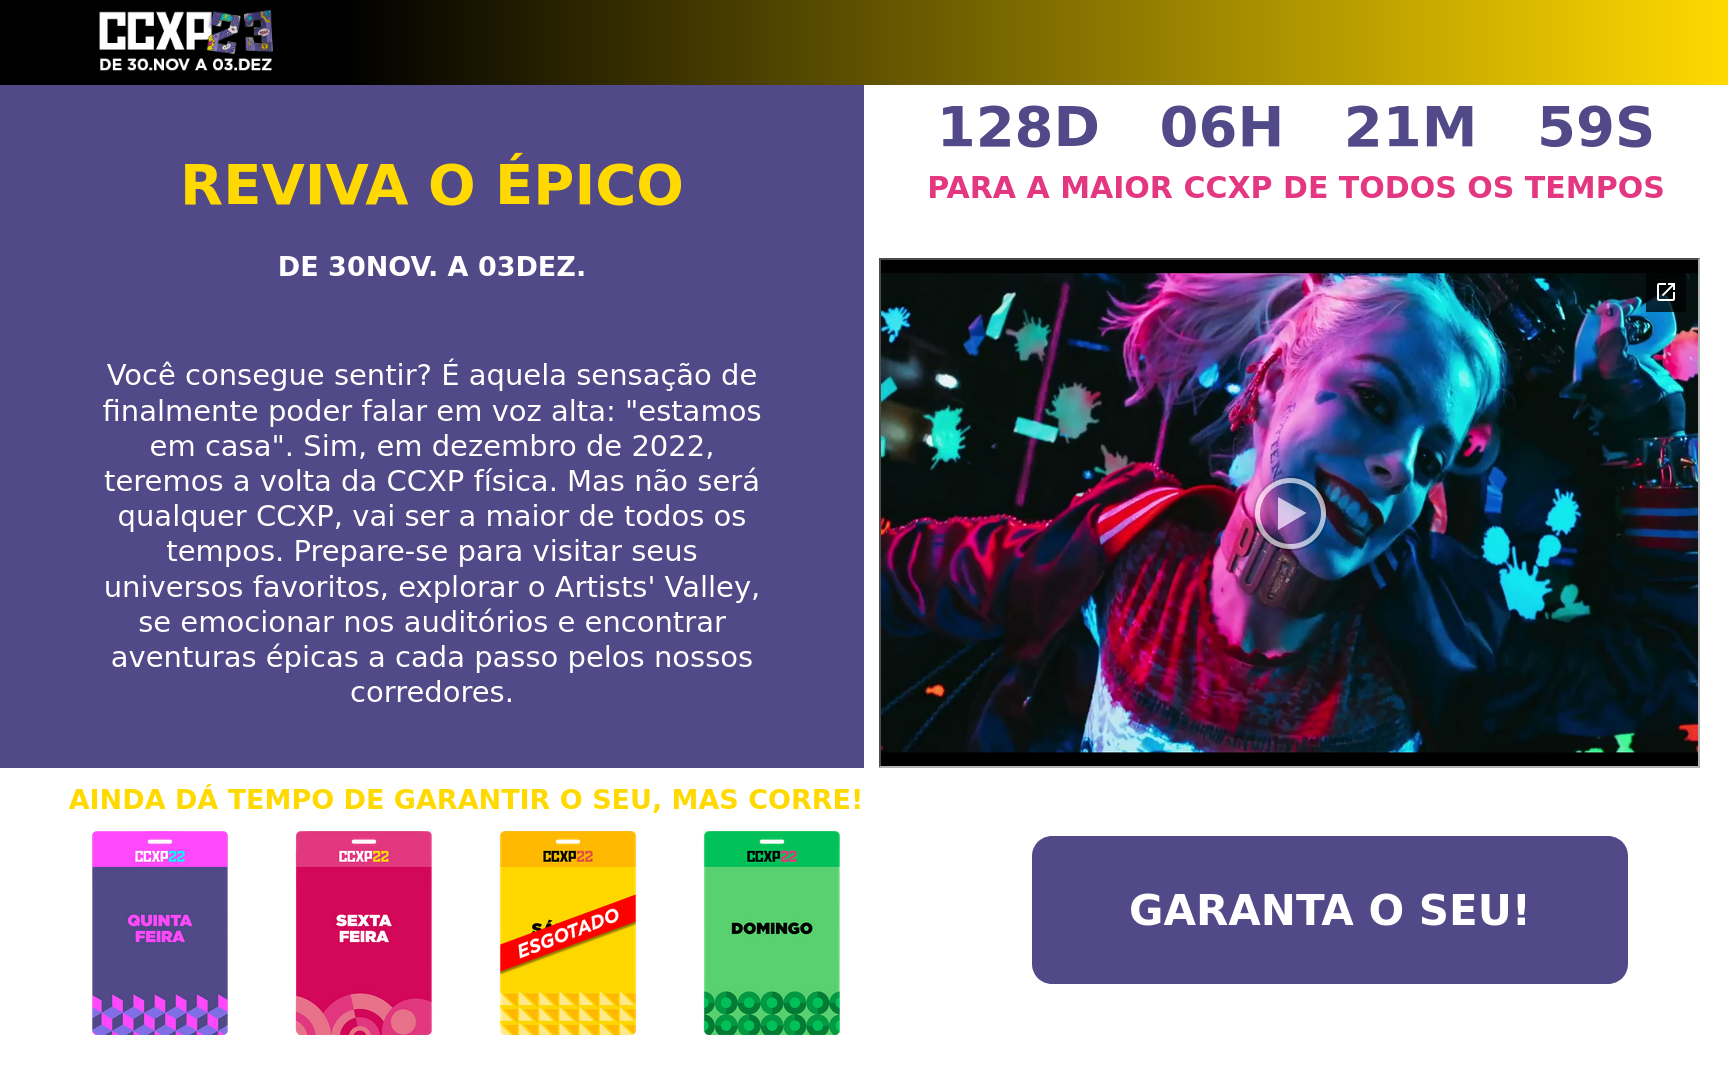 CCXP23
DE 30.NOV A 03.DEZ
REVIVA O ÉPICO
DE 30NOV. A 03DEZ.
Você consegue sentir? É aquela sensação de
finalmente poder falar em voz alta: "estamos
em casa". Sim, em dezembro de 2022,
teremos a volta da CCXP física. Mas não será
qualquer CCXP, vai ser a maior de todos os
tempos. Prepare-se para visitar seus
universos favoritos, explorar o Artists' Valley,
se emocionar nos auditórios e encontrar
aventuras épicas a cada passo pelos nossos
corredores.
128D 06H 21M 59S
PARA A MAIOR CCXP DE TODOS OS TEMPOS
AINDA DÁ TEMPO DE GARANTIR O SEU, MAS CORRE!
CCXP22
QUINTA
FEIRA
CCXP22
SEXTA
FEIRA
CCXP22
ESGOTADO
CCXP22
DOMINGO
GARANTA O SEU!